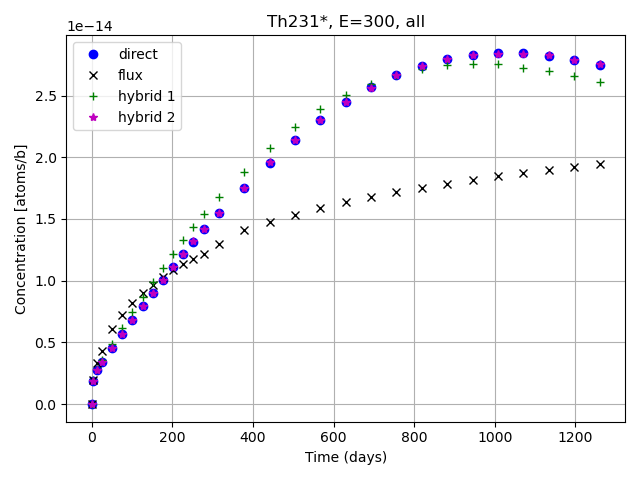 Th231*, E=300, all
1e−14
direct
flux
hybrid 1
hybrid 2
Concentration [atoms/b]
2.5
2.0
1.5
1.0
0.5
0.0
0 200 400 600 800 1000 1200
Time (days)